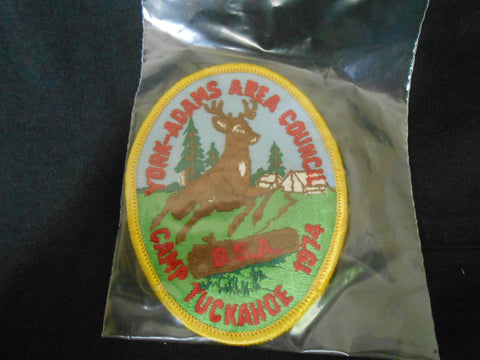 YORK-ADAMS AREA COUNCIL
B.S.A.
CAMP TUCKAHOE 1974